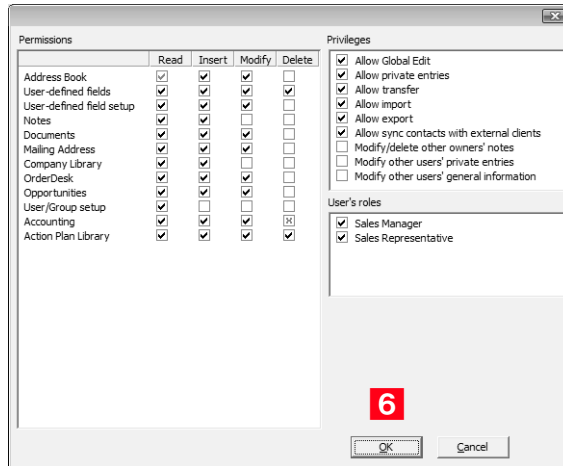 Permissions
Read Insert Modify Delete
Address Book
User-defined fields
User-defined field setup
Notes
Documents
Mailing Address
Company Library
OrderDesk
Opportunities
User/Group setup
Accounting
Action Plan Library
Privileges
Allow Global Edit
Allow private entries
Allow transfer
Allow import
Allow export
Allow sync contacts with external clients
Modify/delete other owners' notes
Modify other users' private entries
Modify other users' general information
User's roles
Sales Manager
Sales Representative
6
OK Cancel